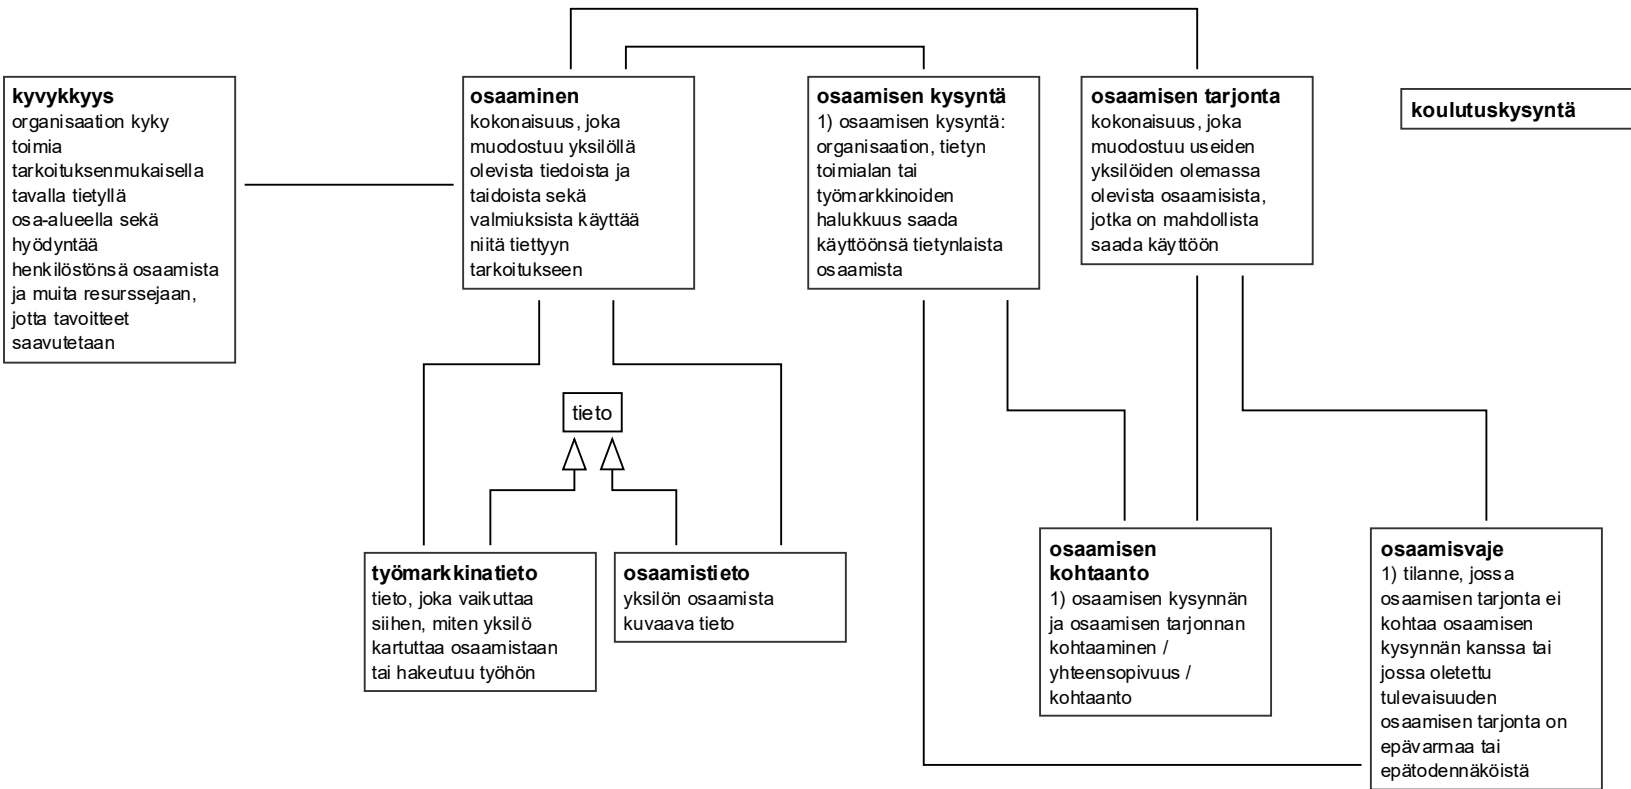 kyvykkyys
organisaation kyky
toimia
tarkoituksenmukaisella
tavalla tietyllä
osa-alueella sekä
hyödyntää
henkilöstönsä osaamista
ja muita resurssejaan,
jotta tavoitteet
saavutetaan
osaaminen
kokonaisuus, joka
muodostuu yksilöllä
olevista tiedoista ja
taidoista sekä
valmiuksista käyttää
niitä tiettyyn
tarkoitukseen
osaamisen kysyntä
1) osaamisen kysyntä:
organisaation, tietyn
toimialan tai
työmarkkinoiden
halukkuus saada
käyttöönsä tietynlaista
osaamista
osaamisen tarjonta
kokonaisuus, joka
muodostuu useiden
yksilöiden olemassa
olevista osaamisista,
jotka on mahdollista
saada käyttöön
koulutuskysyntä
tieto
työmarkkinatieto
tieto, joka vaikuttaa
siihen, miten yksilö
kartuttaa osaamistaan
tai hakeutuu työhön
osaamistieto
yksilön osaamista
kuvaava tieto
osaamisen
kohtaanto
1) osaamisen kysynnän
ja osaamisen tarjonnan
kohtaaminen /
yhteensopivuus /
kohtaanto
osaamisvaje
1) tilanne, jossa
osaamisen tarjonta ei
kohtaa osaamisen
kysynnän kanssa tai
jossa oletettu
tulevaisuuden
osaamisen tarjonta on
epävarmaa tai
epätodennäköistä